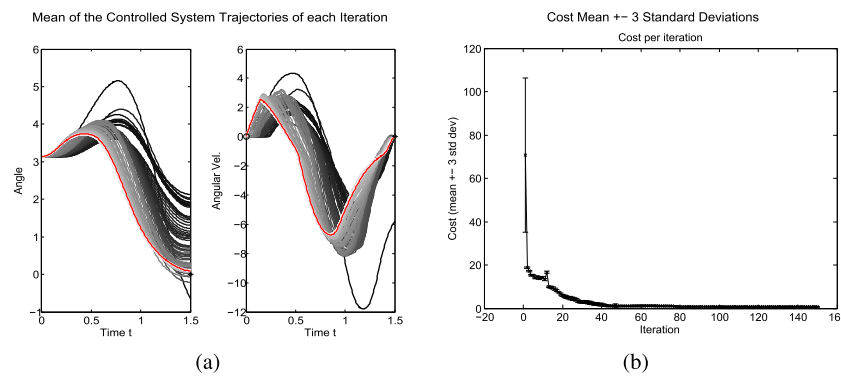 Mean of the Controlled System Trajectories of each Iteration
6
5
4
3
2
1
0
−1
0 0.5 1 1.5
Angle
Time t
6
4
2
0
−2
−4
−6
−8
−10
−12
0 0.5 1 1.5
Angular Vel.
Time t
(a)
Cost Mean +− 3 Standard Deviations
Cost per iteration
120
100
80
60
40
20
0
−20 0 20 40 60 80 100 120 140 16
Cost (mean +− 3 std dev)
Iteration
(b)